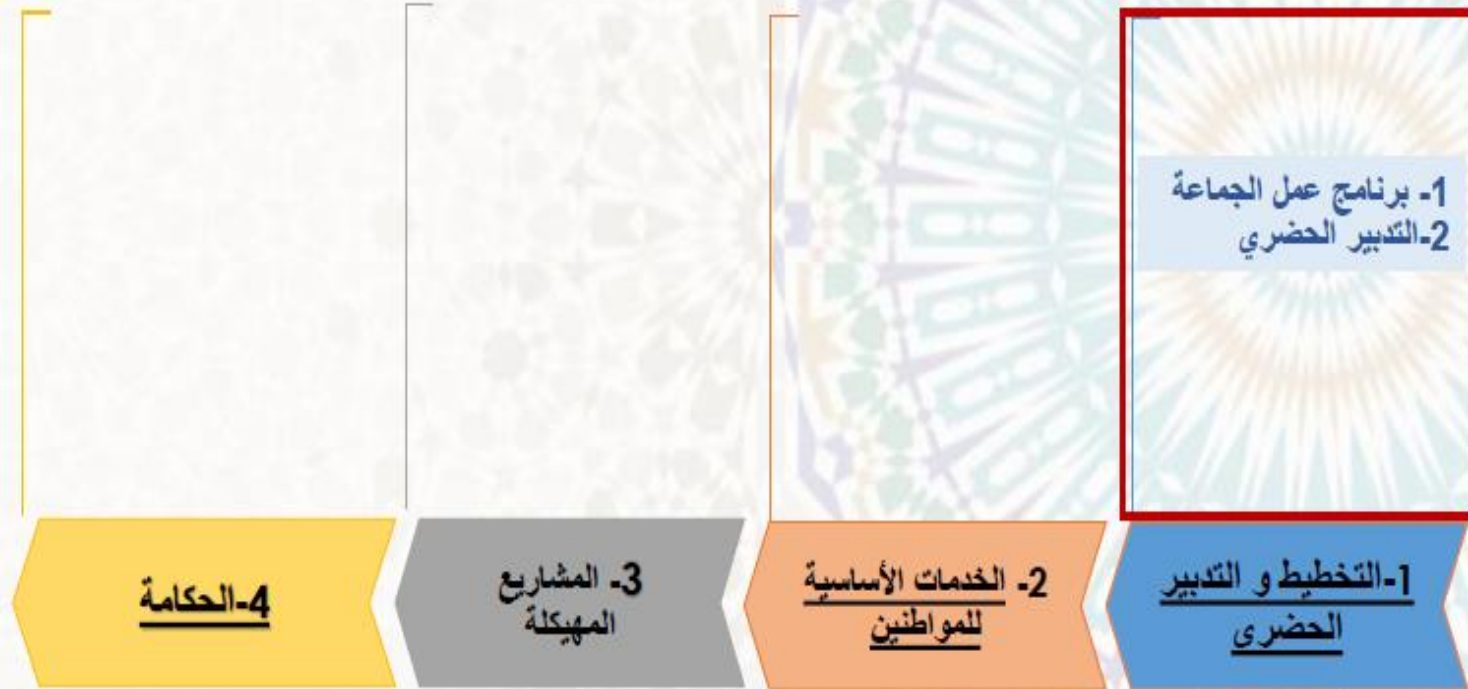 1- برنامج عمل الجماعة
2-التدبير الحضري
1-التخطيط و التدبير
الحضري
2- الخدمات الأساسية
للمواطنين
3- المشاريع
المهيكلة
4-الحكامة